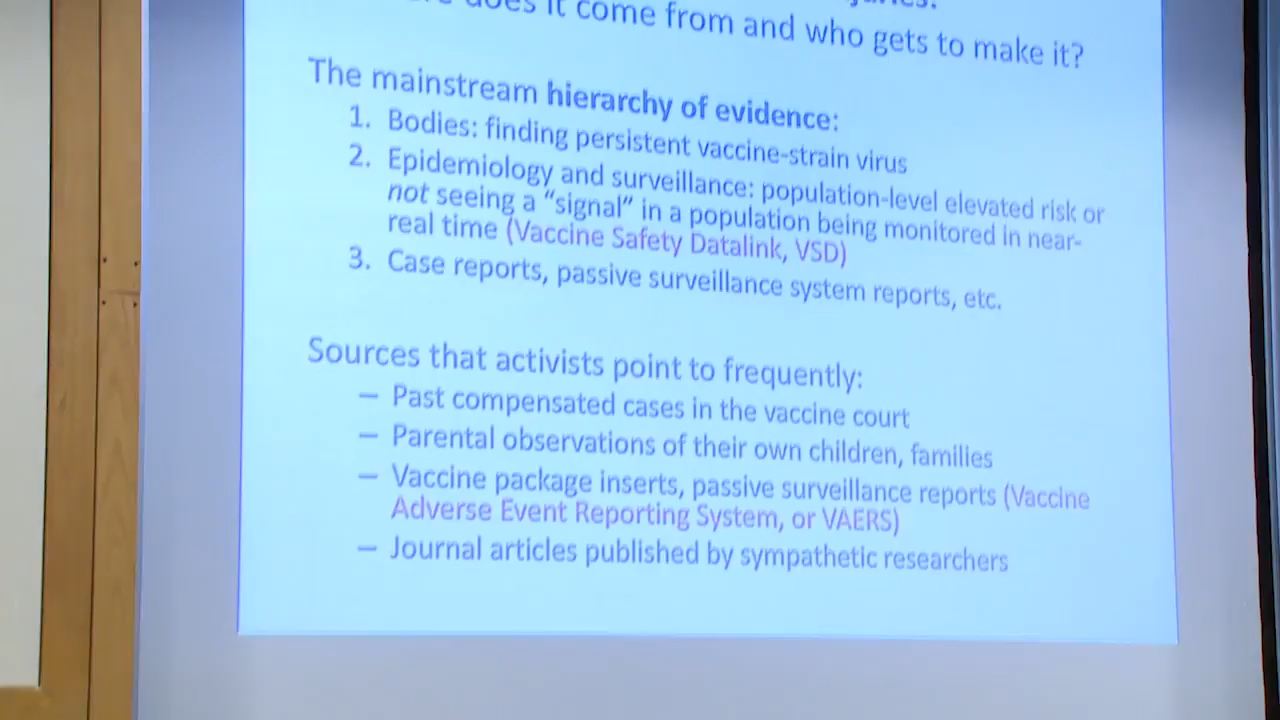 does it come from and who gets to make it?
The mainstream hierarchy of evidence:
1. Bodies: finding persistent vaccine-strain virus
2. Epidemiology and surveillance: population-level elevated risk or
not seeing a “signal” in a population being monitored in near-
real time (Vaccine Safety Datalink, VSD)
3. Case reports, passive surveillance system reports, etc.
Sources that activists point to frequently:
– Past compensated cases in the vaccine court
– Parental observations of their own children, families
– Vaccine package inserts, passive surveillance reports (Vaccine
Adverse Event Reporting System, or VAERS)
– Journal articles published by sympathetic researchers